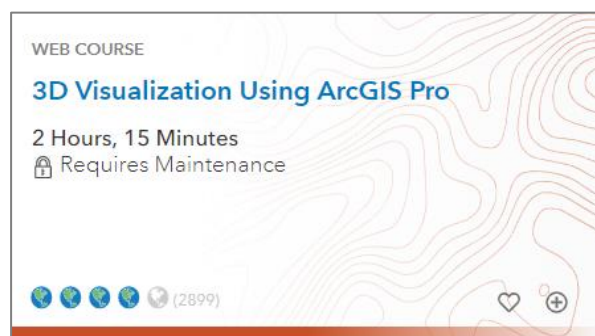 WEB COURSE
3D Visualization Using ArcGIS Pro
2 Hours, 15 Minutes
Requires Maintenance
(2899)